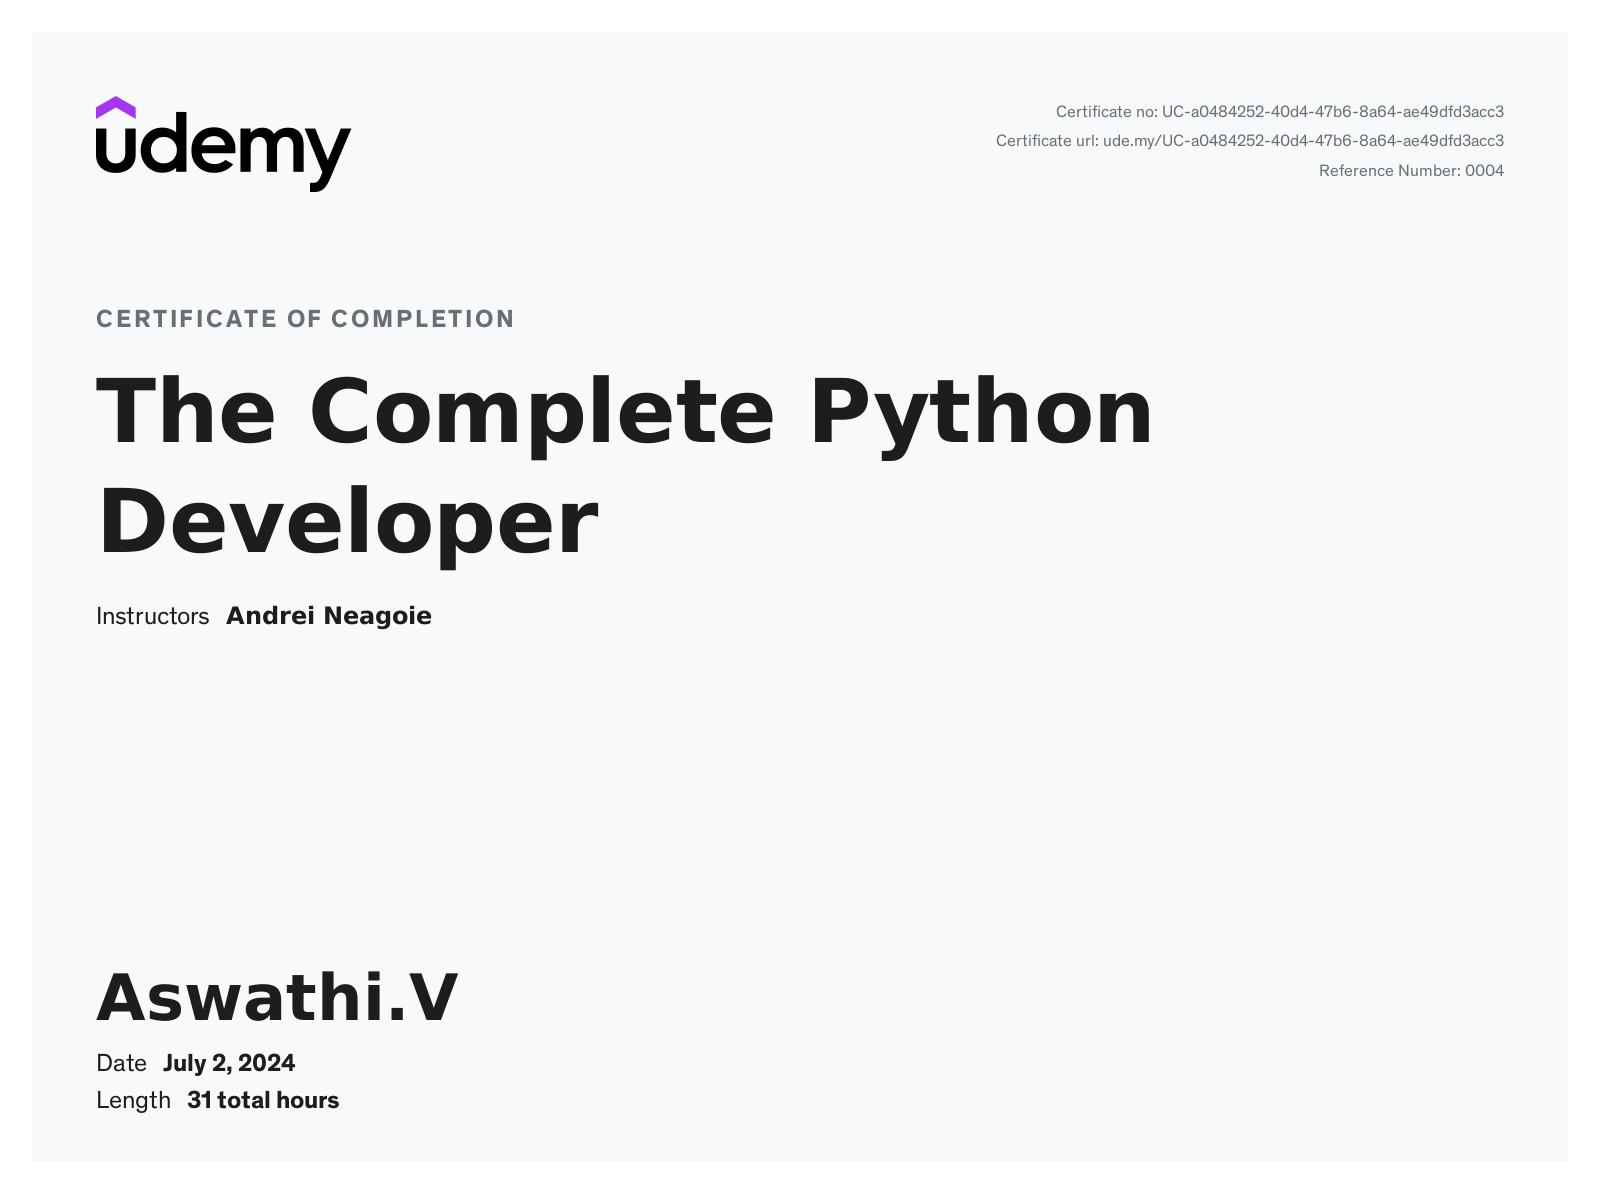 udemy
Certificate no: UC-a0484252-40d4-47b6-8a64-ae49dfd3acc3
Certificate url: ude.my/UC-a0484252-40d4-47b6-8a64-ae49dfd3acc3
Reference Number: 0004
CERTIFICATE OF COMPLETION
The Complete Python
Developer
Instructors Andrei Neagoie
Aswathi.V
Date July 2, 2024
Length 31 total hours